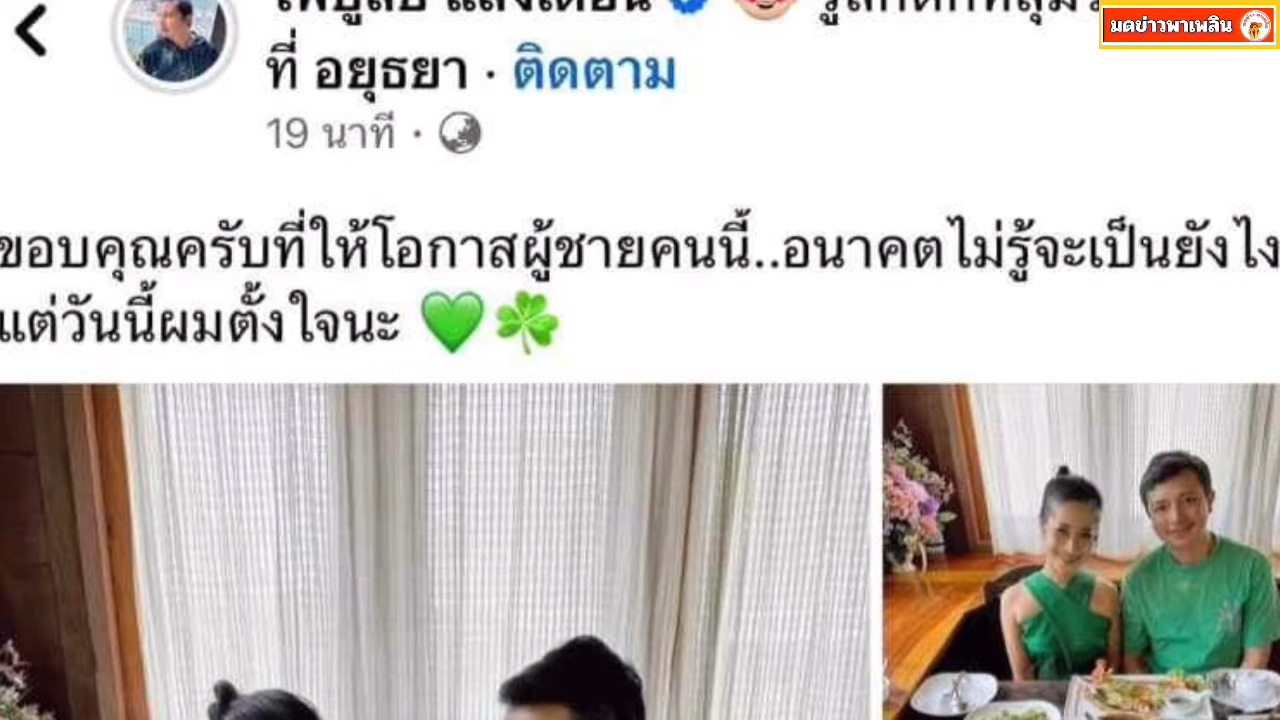 มดข่าวพาเพลิน
ที่ อยุธยา · ติดตาม
19 นาที ·
ขอบคุณครับที่ให้โอกาสผู้ชายคนนี้..อนาคตไม่รู้จะเป็นยังไง
แต่วันนี้ผมตั้งใจนะ 💚☘️